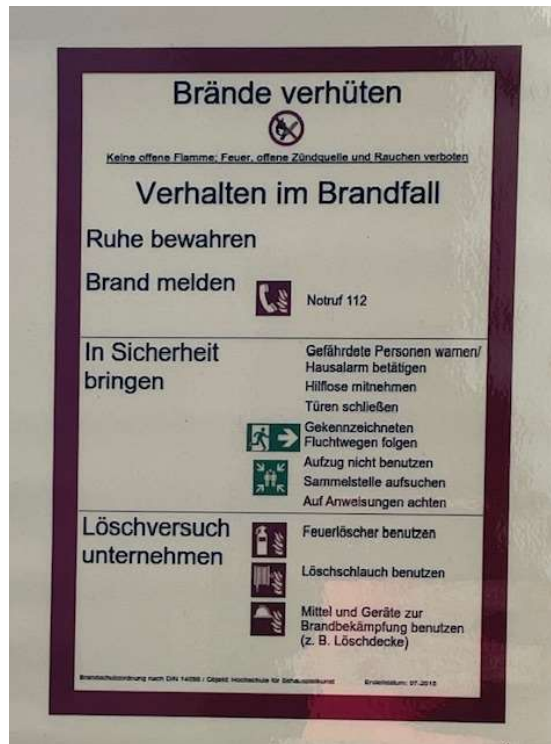 Brände verhüten
Keine offene Flamme; Feuer, offene Zündquelle und Rauchen verboten
Verhalten im Brandfall
Ruhe bewahren
Brand melden
Notruf 112
In Sicherheit
bringen
Gefährdete Personen warnen/
Hausalarm betätigen
Hilflose mitnehmen
Türen schließen
Gekennzeichneten
Fluchtwegen folgen
Aufzug nicht benutzen
Sammelstelle aufsuchen
Auf Anweisungen achten
Löschversuch
unternehmen
Feuerlöscher benutzen
Löschschlauch benutzen
Mittel und Geräte zur
Brandbekämpfung benutzen
(z. B. Löschdecke)
Brandschutzordnung nach DIN 14096 / Objekt: Hochschule für Schauspielkunst